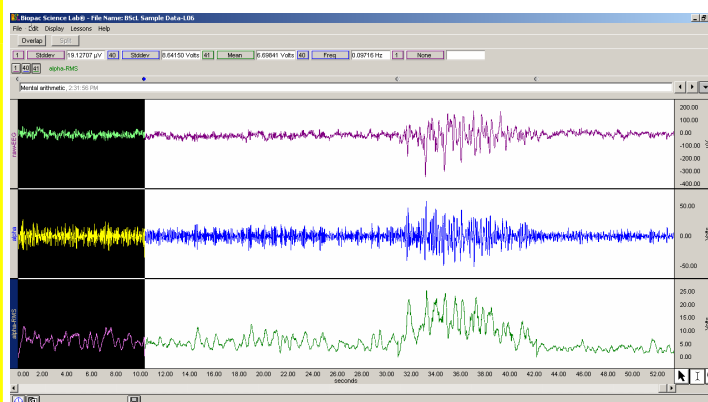 Biopac Science Lab® - File Name: BScL Sample Data-L06
File Edit Display Lessons Help
Overlap Split
1 Stddev 19.12707 µV 40 Stddev 8.64150 Volts 41 Mean 6.69841 Volts 40 Freq 0.09716 Hz 1 None
1 40 41 alpha-RMS
Mental arithmetic, 2:31:56 PM
raw EEG
200.00
100.00
0.00
-100.00
-200.00
-300.00
-400.00
µV
alpha
50.00
0.00
-50.00
Volts
alpha-RMS
25.00
20.00
15.00
10.00
5.00
0.00
Volts
0.00 2.00 4.00 6.00 8.00 10.00 12.00 14.00 16.00 18.00 20.00 22.00 24.00 26.00 28.00 30.00 32.00 34.00 36.00 38.00 40.00 42.00 44.00 46.00 48.00 50.00 52.00
seconds